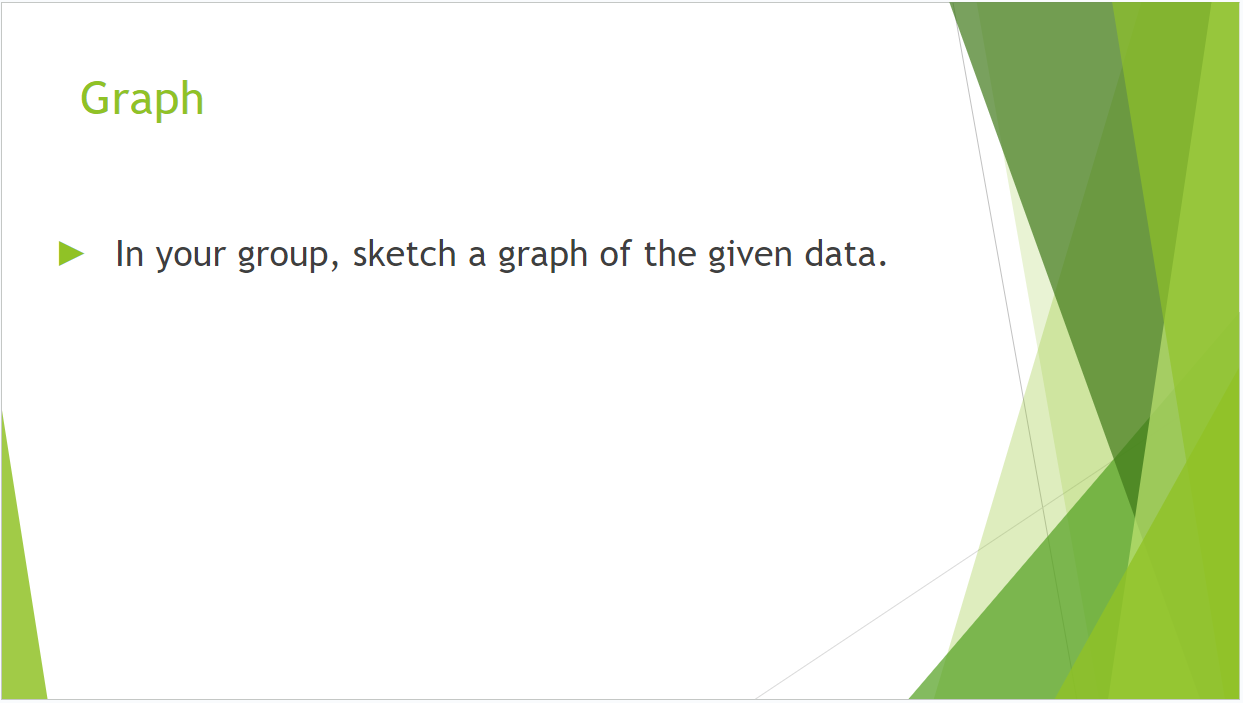 Graph
In your group, sketch a graph of the given data.